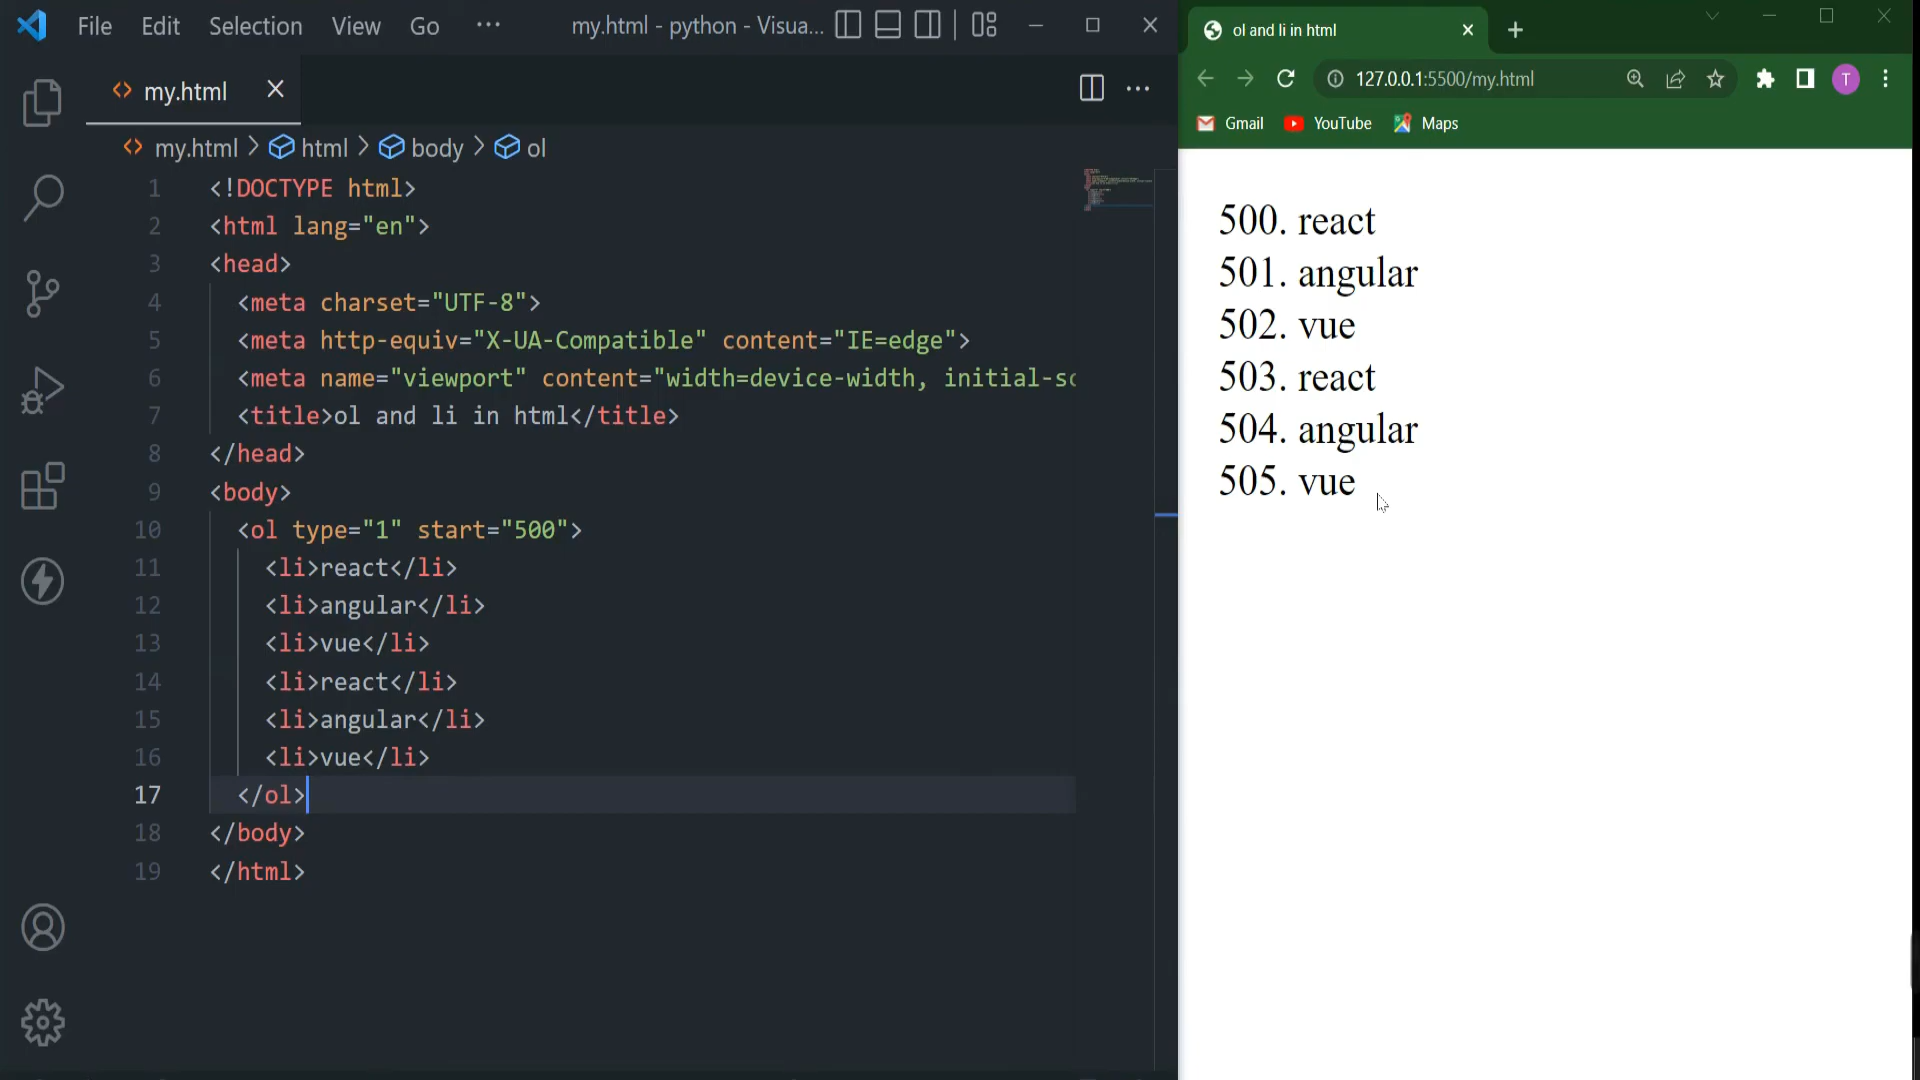 File Edit Selection View Go ··· my.html - python - Visua...
my.html
my.html > html > body > ol
1 <!DOCTYPE html>
2 <html lang="en">
3 <head>
4 <meta charset="UTF-8">
5 <meta http-equiv="X-UA-Compatible" content="IE=edge">
6 <meta name="viewport" content="width=device-width, initial-sc
7 <title>ol and li in html</title>
8 </head>
9 <body>
10 <ol type="1" start="500">
11 <li>react</li>
12 <li>angular</li>
13 <li>vue</li>
14 <li>react</li>
15 <li>angular</li>
16 <li>vue</li>
17 </ol>
18 </body>
19 </html>
ol and li in html
127.0.0.1:5500/my.html
T
Gmail YouTube Maps
500. react
501. angular
502. vue
503. react
504. angular
505. vue